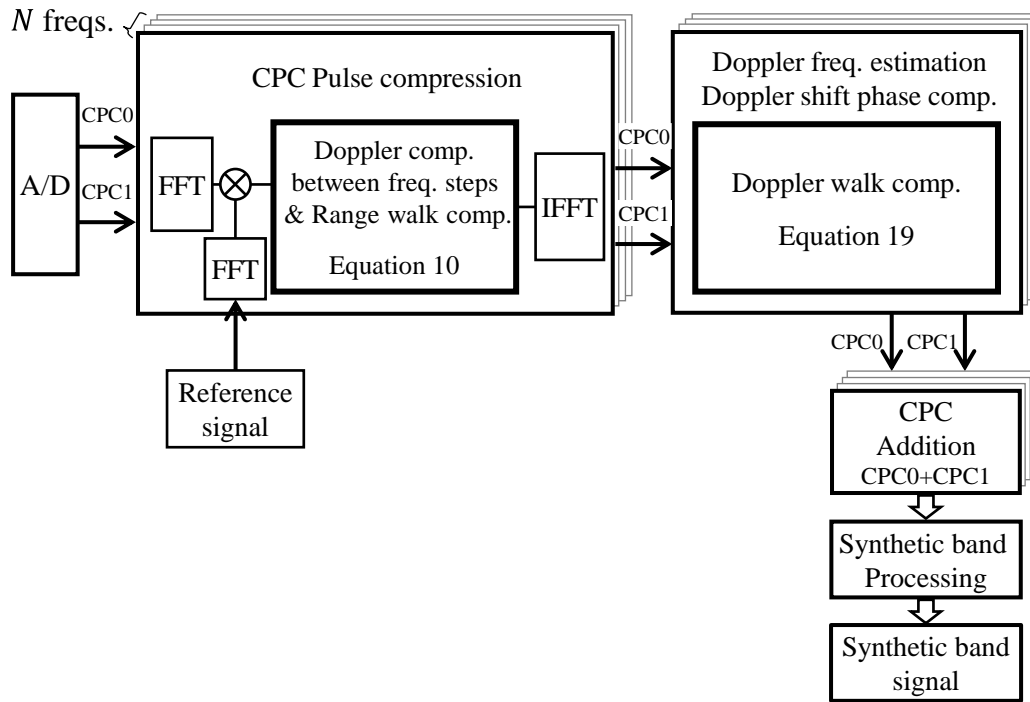 N freqs.
CPC Pulse compression
A/D
CPC0
CPC1
FFT
FFT
Doppler comp.
between freq. steps
& Range walk comp.
Equation 10
IFFT
Reference
signal
CPC0
CPC1
Doppler freq. estimation
Doppler shift phase comp.
Doppler walk comp.
Equation 19
CPC0
CPC1
CPC
Addition
CPC0+CPC1
Synthetic band
Processing
Synthetic band
signal